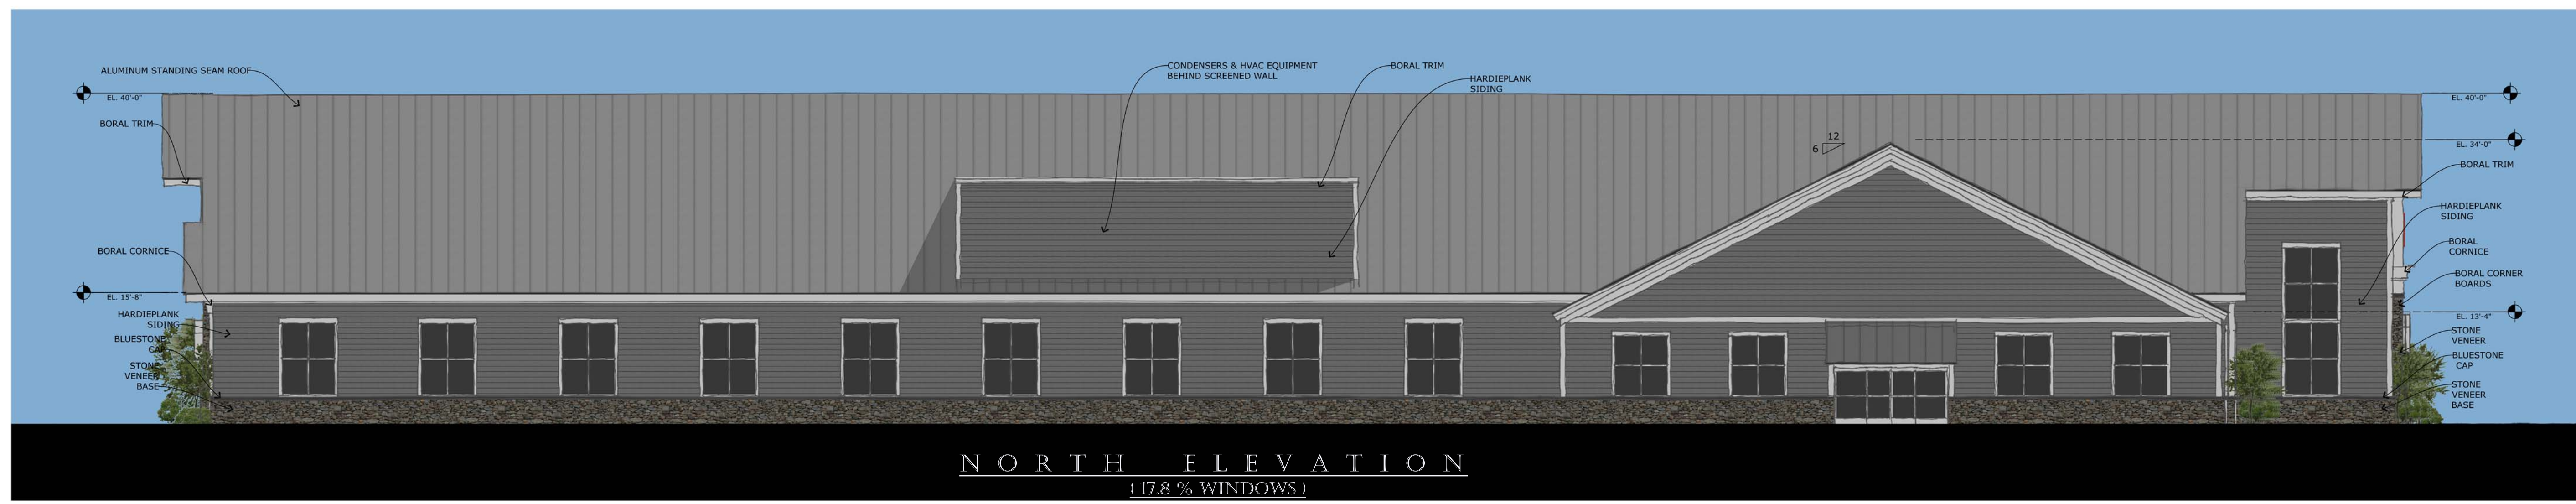 ALUMINUM STANDING SEAM ROOF
EL. 40'-0"
BORAL TRIM
BORAL CORNICE
EL. 15'-8"
HARDIEPLANK
SIDING
BLUESTONE
CAP
STONE
VENEER
BASE
CONDENSERS & HVAC EQUIPMENT
BEHIND SCREENED WALL
BORAL TRIM
HARDIEPLANK
SIDING
12
6
EL. 40'-0"
EL. 34'-0"
BORAL TRIM
HARDIEPLANK
SIDING
BORAL
CORNICE
BORAL CORNER
BOARDS
EL. 13'-4"
STONE
VENEER
BLUESTONE
CAP
STONE
VENEER
BASE
NORTH ELEVATION
( 17.8 % WINDOWS )